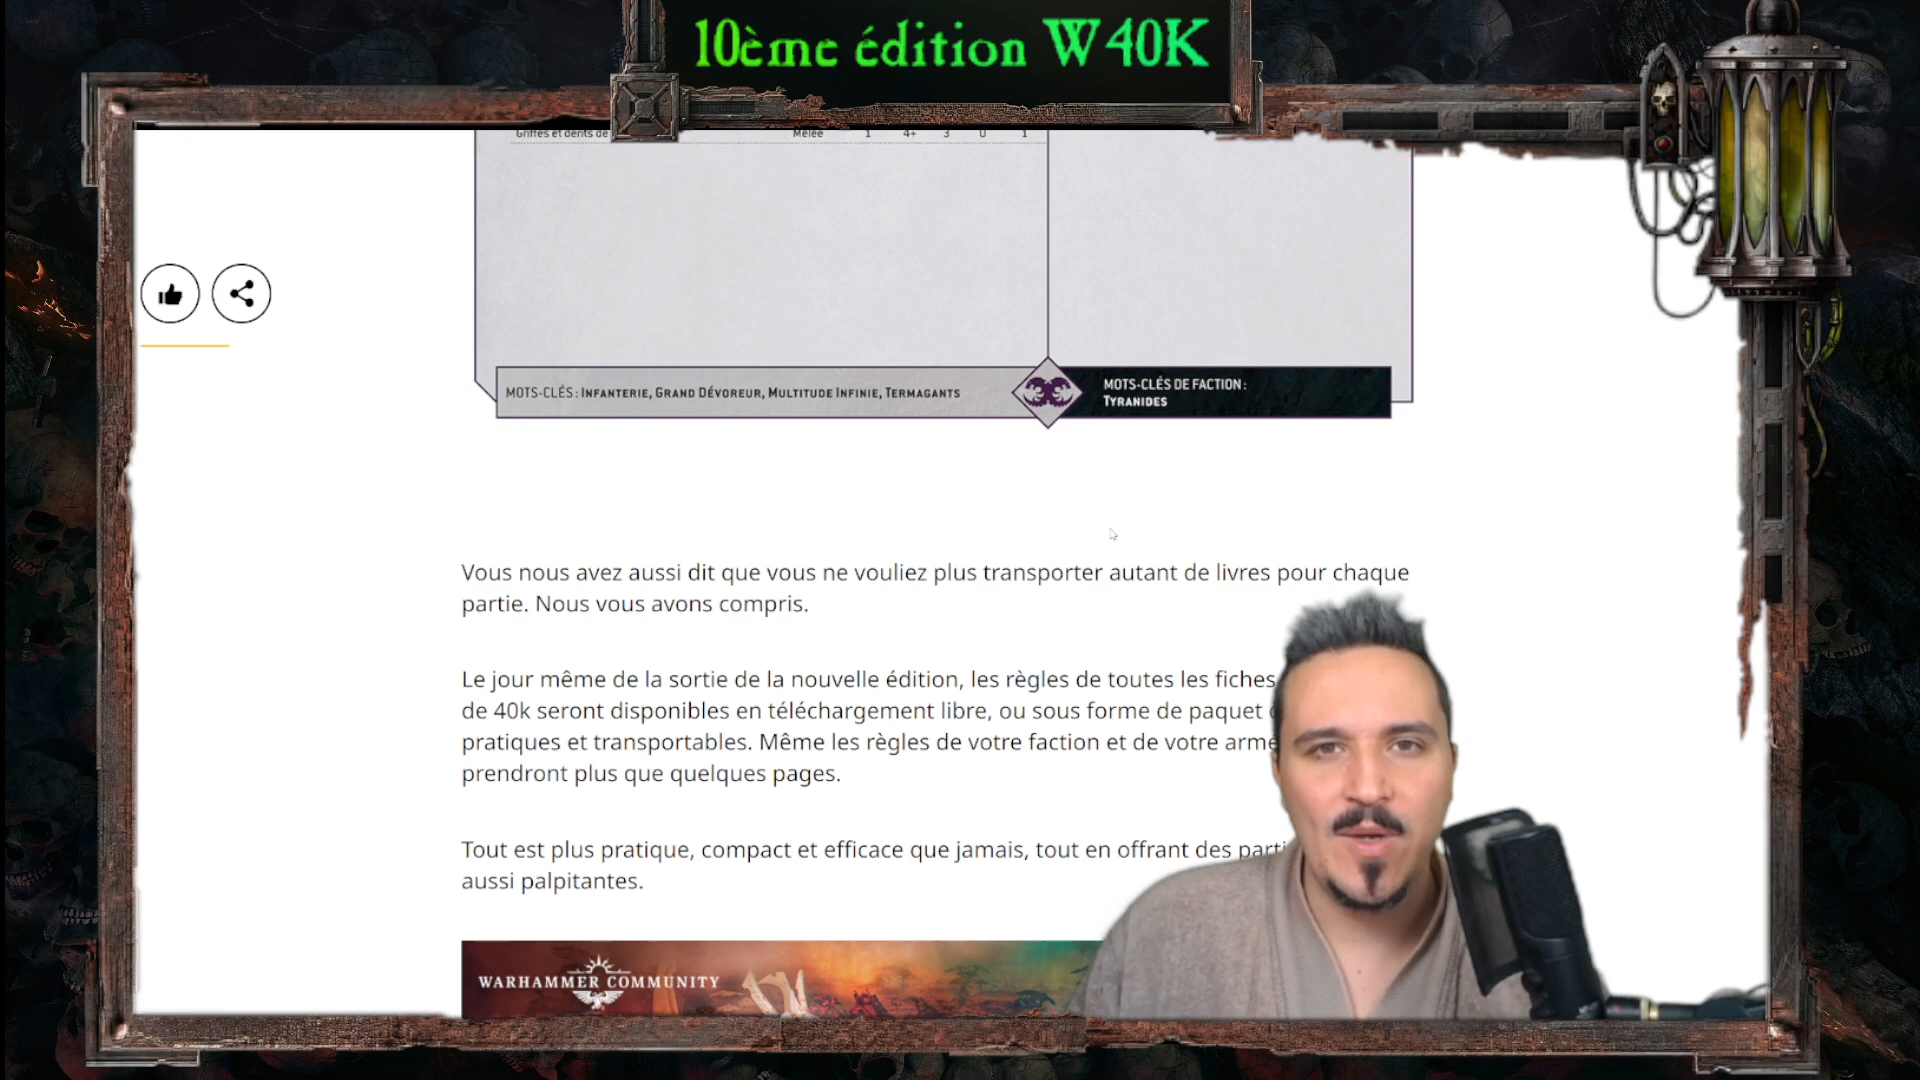 10ème édition W40K
Griffes et dents de Mêlée 1 4+ 3 0 1
MOTS-CLÉS : INFANTERIE, GRAND DÉVOREUR, MULTITUDE INFINIE, TERMAGANTS
MOTS-CLÉS DE FACTION :
TYRANIDES
Vous nous avez aussi dit que vous ne vouliez plus transporter autant de livres pour chaque
partie. Nous vous avons compris.
Le jour même de la sortie de la nouvelle édition, les règles de toutes les fiches
de 40k seront disponibles en téléchargement libre, ou sous forme de paquet
pratiques et transportables. Même les règles de votre faction et de votre armé
prendront plus que quelques pages.
Tout est plus pratique, compact et efficace que jamais, tout en offrant des parti
aussi palpitantes.
WARHAMMER COMMUNITY